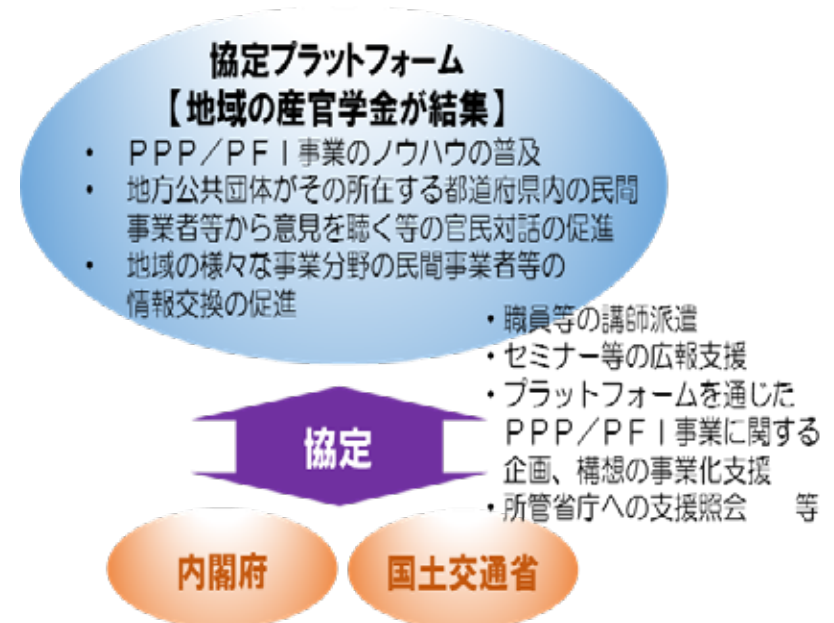 協定プラットフォーム
【地域の産官学金が結集】
・ ＰＰＰ／ＰＦＩ事業のノウハウの普及
・ 地方公共団体がその所在する都道府県内の民間
事業者等から意見を聴く等の官民対話の促進
・ 地域の様々な事業分野の民間事業者等の
情報交換の促進
・職員等の講師派遣
・セミナー等の広報支援
・プラットフォームを通じた
ＰＰＰ／ＰＦＩ事業に関する
企画、構想の事業化支援
・所管省庁への支援照会　等
協定
内閣府
国土交通省